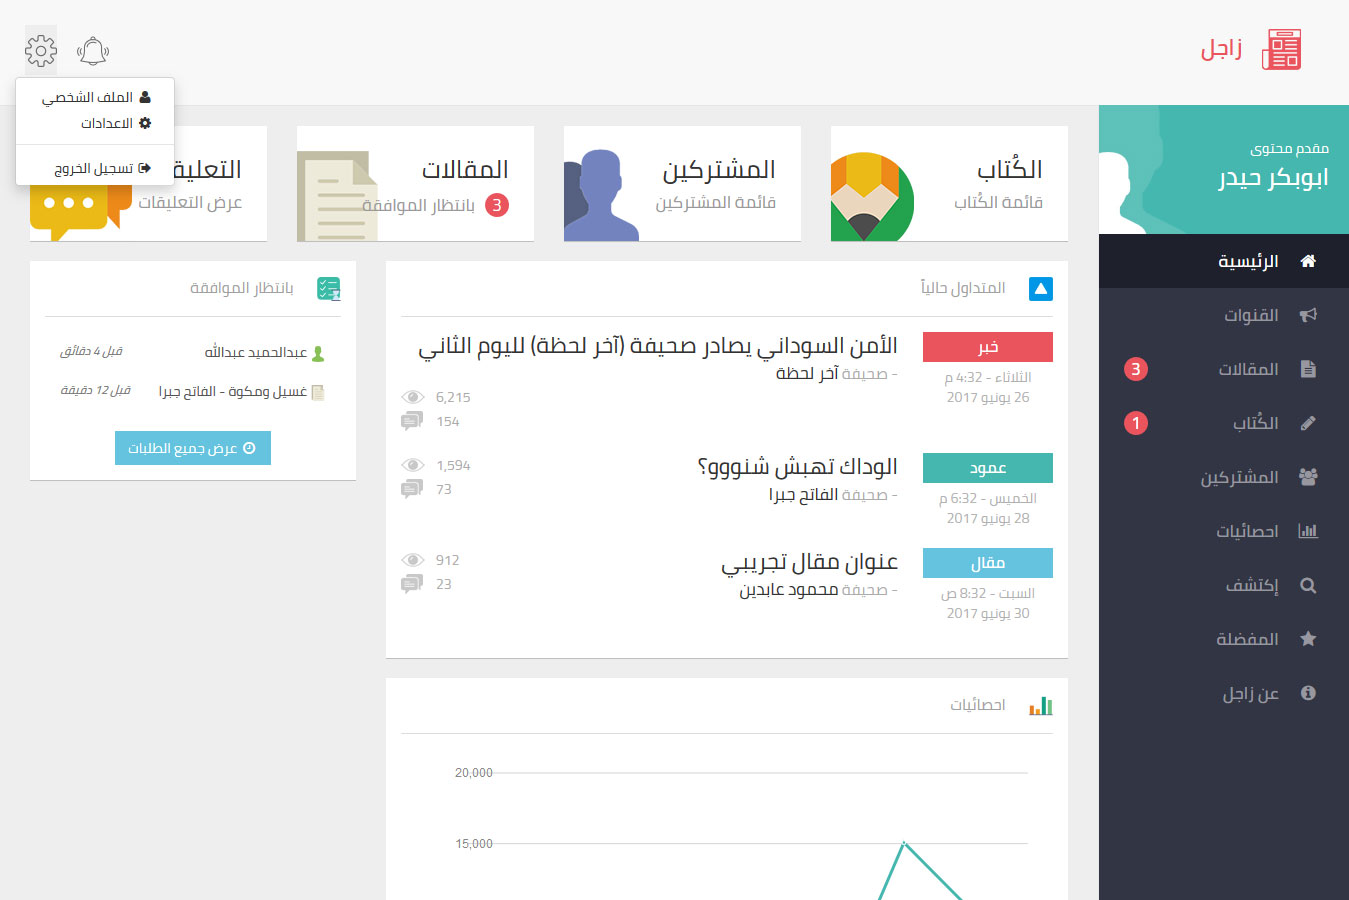 زاجل
الملف الشخصي
الاعدادات
تسجيل الخروج
مقدم محتوى
ابوبكر حيدر
الرئيسية
القنوات
المقالات
3
الكُتاب
1
المشتركين
احصائيات
إكتشف
المفضلة
عن زاجل
الكُتاب
قائمة الكُتاب
المشتركين
قائمة المشتركين
المقالات
3 بانتظار الموافقة
التعليق
عرض التعليقات
المتداول حالياً
خبر
الثلاثاء - 4:32 م
26 يونيو 2017
الأمن السوداني يصادر صحيفة (آخر لحظة) لليوم الثاني
- صحيفة آخر لحظة
6,215
154
عمود
الخميس - 6:32 م
28 يونيو 2017
الوداك تهبش شنووو؟
- صحيفة الفاتح جبرا
1,594
73
مقال
السبت - 8:32 ص
30 يونيو 2017
عنوان مقال تجريبي
- صحيفة محمود عابدين
912
23
بانتظار الموافقة
عبدالحميد عبدالله
قبل 4 دقائق
غسيل ومكوة - الفاتح جبرا
قبل 12 دقيقة
عرض جميع الطلبات
احصائيات
20,000
15,000